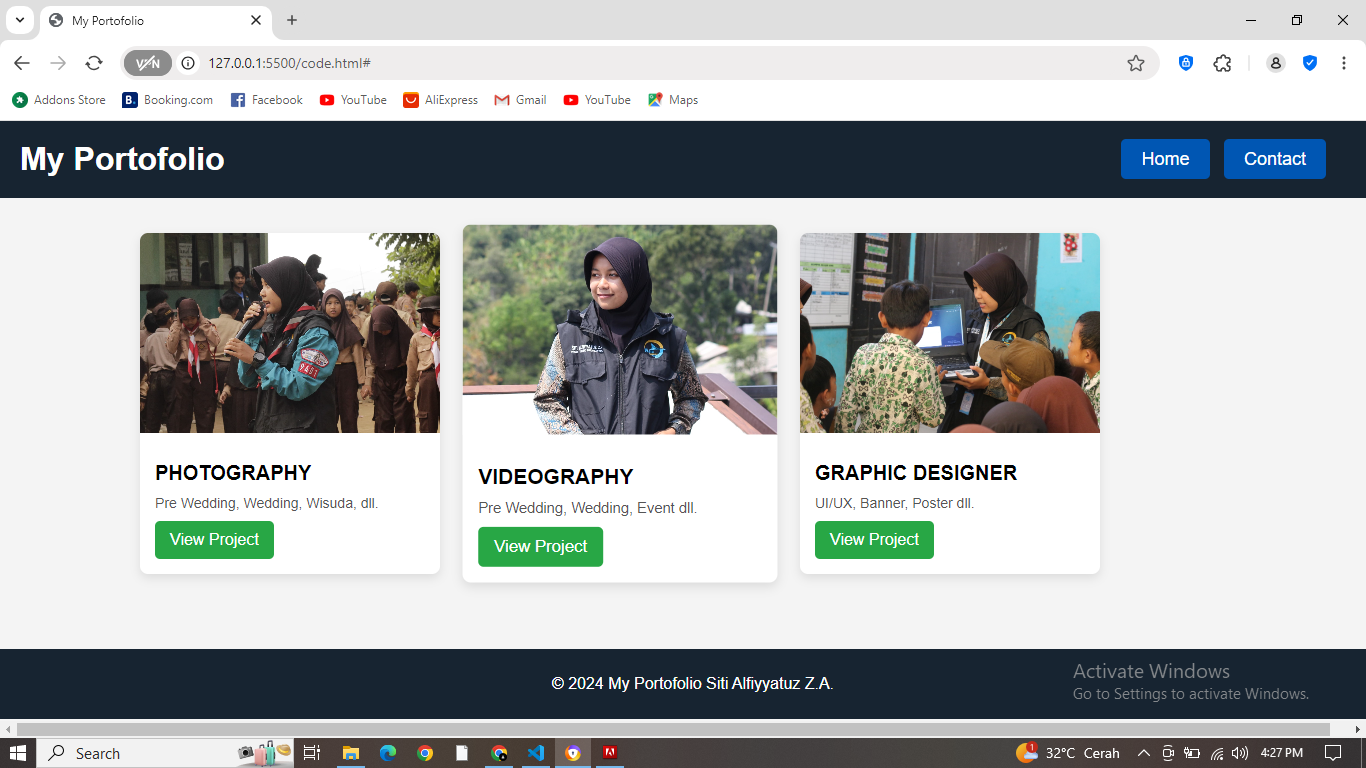 My Portofolio
VPN
127.0.0.1:5500/code.html#
Addons Store
B.
Booking.com
Facebook
YouTube
AliExpress
Gmail
YouTube
Maps
My Portofolio
Home
Contact
PHOTOGRAPHY
Pre Wedding, Wedding, Wisuda, dll.
View Project
VIDEOGRAPHY
Pre Wedding, Wedding, Event dll.
View Project
GRAPHIC DESIGNER
UI/UX, Banner, Poster dll.
View Project
© 2024 My Portofolio Siti Alfiyyatuz Z.A.
Activate Windows
Go to Settings to activate Windows.
Search
1
32°C Cerah
4:27 PM